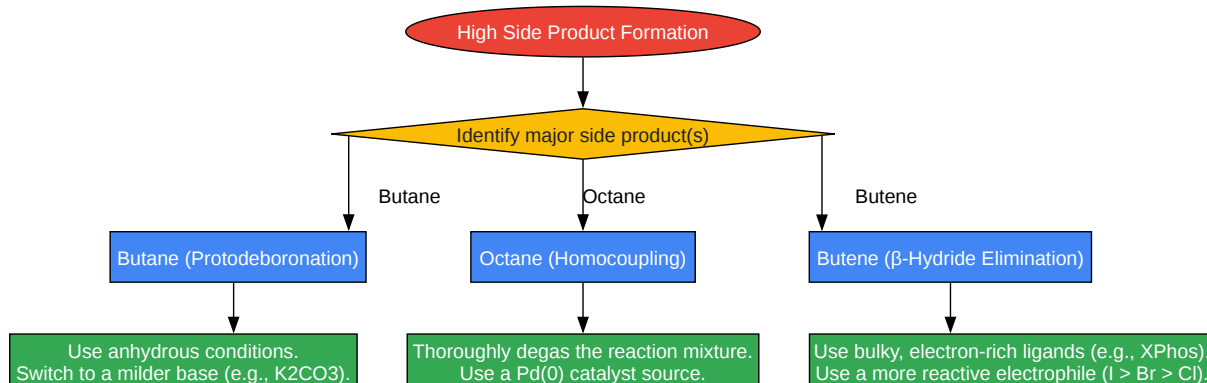 High Side Product Formation
Identify major side product(s)
Butane
Octane
Butene
Butane (Protodeboronation)
Octane (Homocoupling)
Butene (β-Hydride Elimination)
Use anhydrous conditions.
Switch to a milder base (e.g., K2CO3).
Thoroughly degas the reaction mixture.
Use a Pd(0) catalyst source.
Use bulky, electron-rich ligands (e.g., XPhos).
Use a more reactive electrophile (I > Br > Cl).